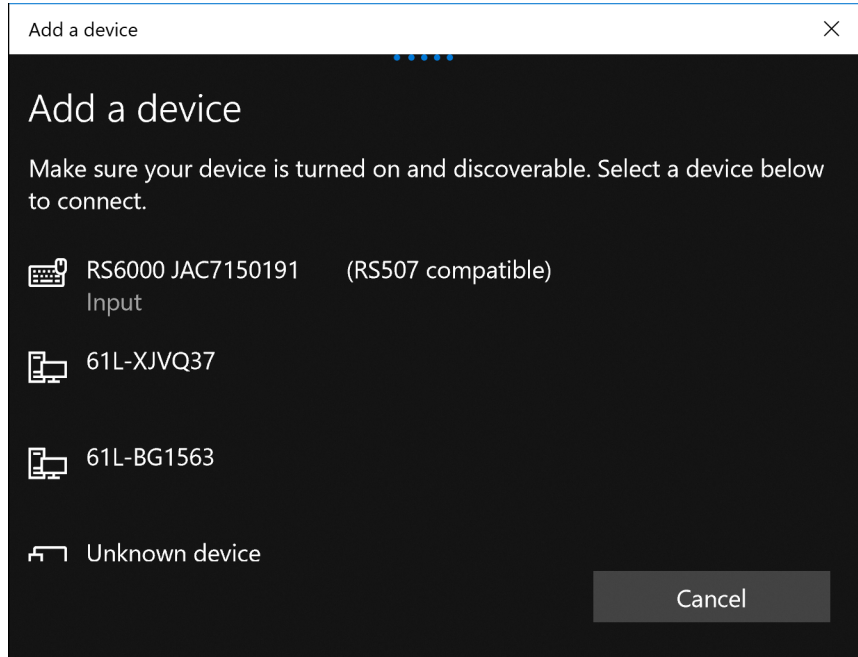 Add a device
Add a device
Make sure your device is turned on and discoverable. Select a device below
to connect.
RS6000 JAC7150191 (RS507 compatible)
Input
61L-XJVQ37
61L-BG1563
Unknown device
Cancel